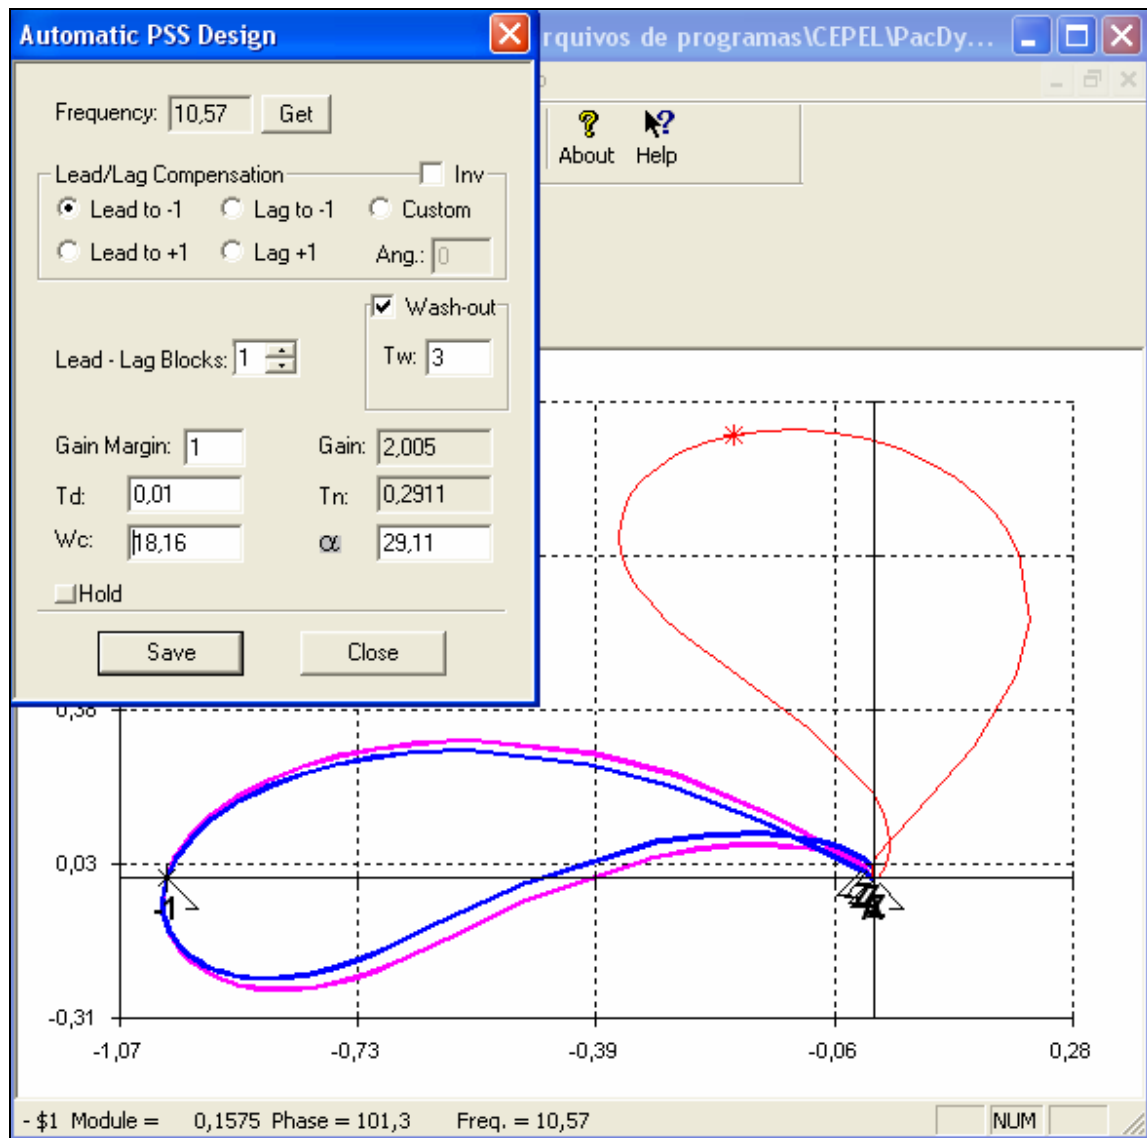 Automatic PSS Design
rquivos de programas\CEPEL\PacDy...
Frequency: 10,57 Get
About Help
Lead/Lag Compensation Inv
Lead to -1 Lag to -1 Custom
Lead to +1 Lag +1 Ang.: 0
Wash-out
Lead - Lag Blocks: 1 Tw: 3
Gain Margin: 1 Gain: 2,005
Td: 0,01 Tn: 0,2911
Wc: 18,16 α 29,11
Hold
Save Close
0,38
0,03
-1
-0,31
-1,07 -0,73 -0,39 -0,06 0,28
- $1 Module = 0,1575 Phase = 101,3 Freq. = 10,57 NUM